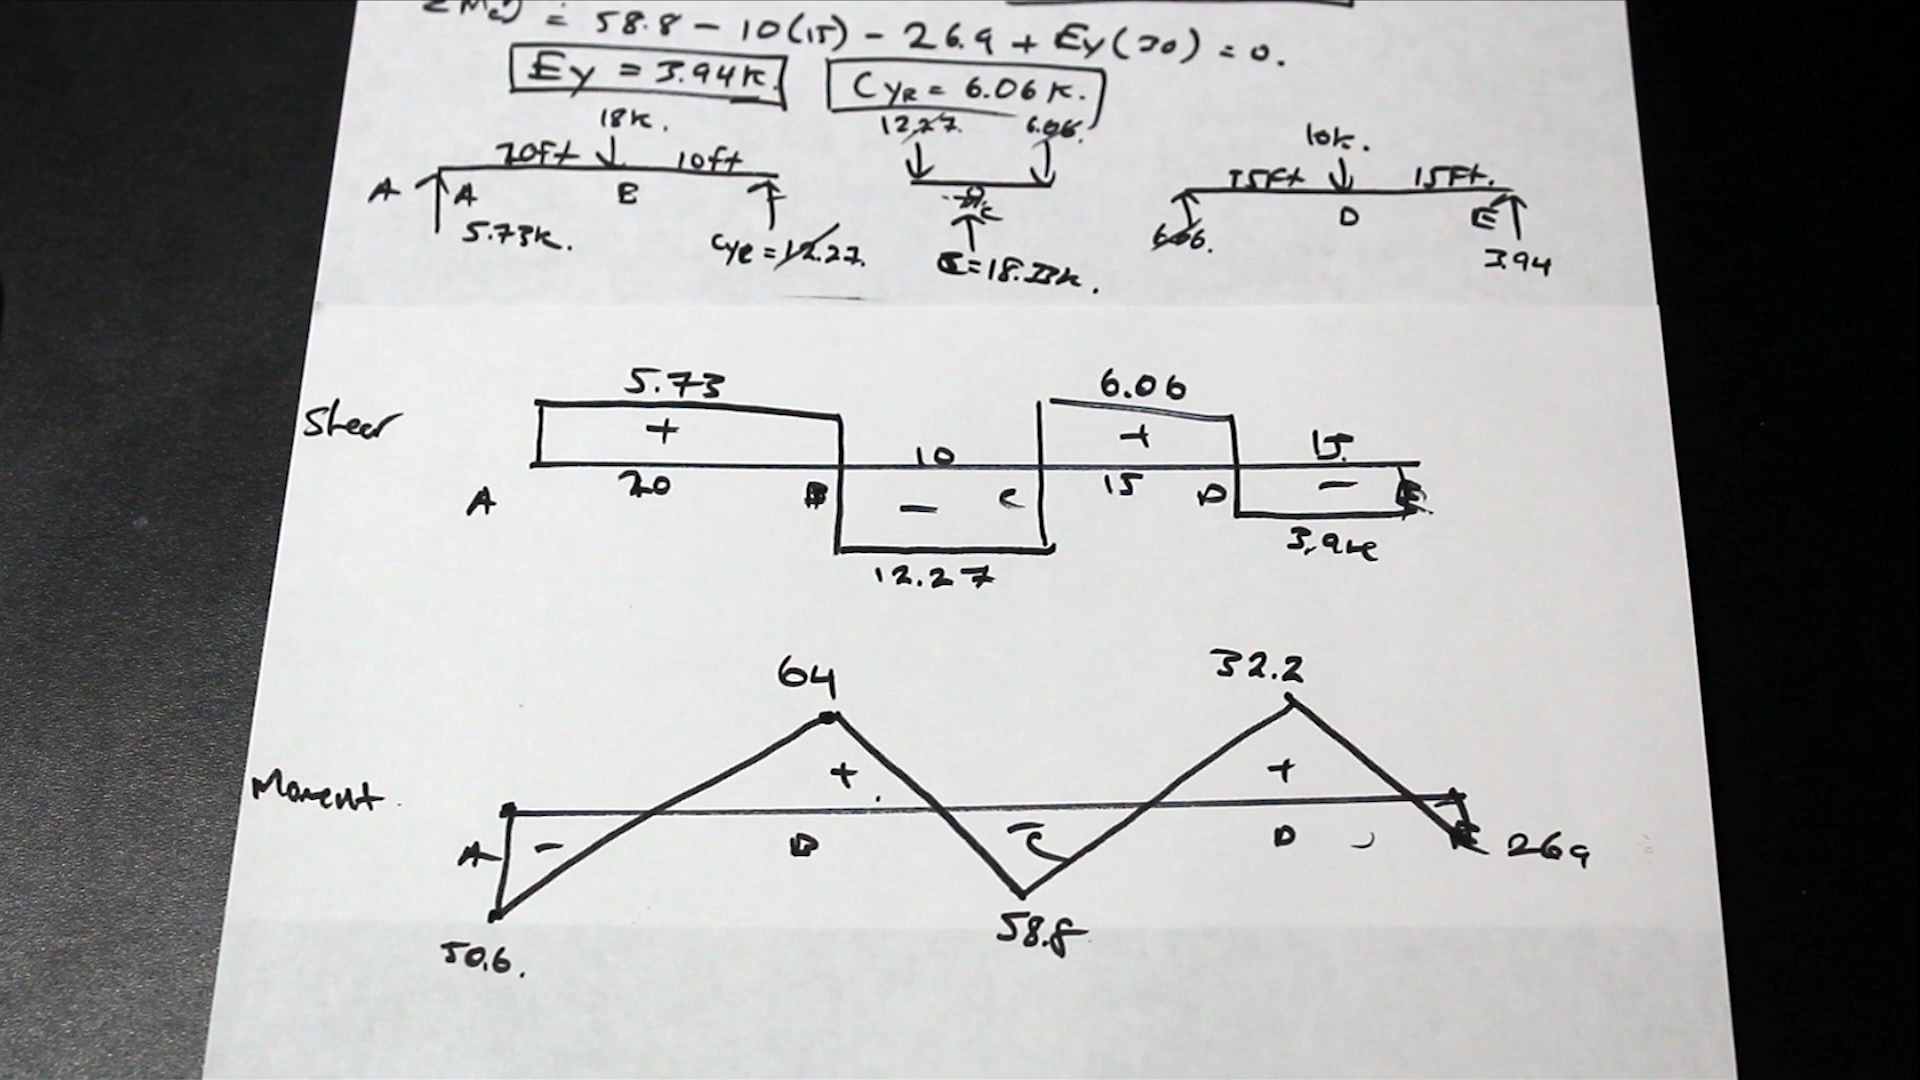 = 58.8 - 10(15) - 26.9 + Ey(30) = 0.
Ey = 3.94k.
CyR = 6.06k.
18k.
12.27. 6.06.
10k.
20ft 10ft
15ft 15ft.
A A B
D E
5.73k.
Cye = 12.27.
C = 18.33k.
6.06.
3.94
5.73 6.06
Shear
+ + 
10 15
20 15
A B - C D - E
12.27
3.94k
64 32.2
+ +
Moment.
A - B - C D E 26.9
58.8
50.6.